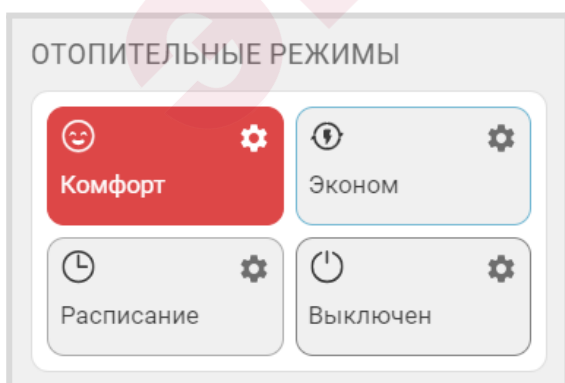 ОТОПИТЕЛЬНЫЕ РЕЖИМЫ
Комфорт
Эконом
Расписание
Выключен